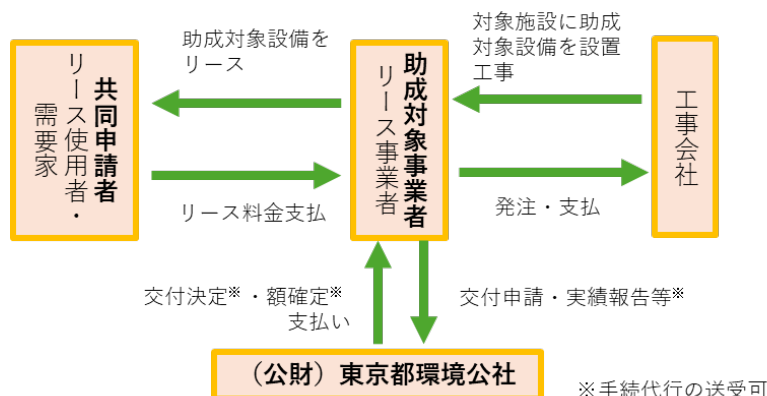 助成対象設備を
リース
対象施設に助成
対象設備を設置
工事
共同申請者
リース使用者・
需要家
助成対象事業者
リース事業者
工事会社
リース料金支払
発注・支払
交付決定※・額確定※
支払い
交付申請・実績報告等※
（公財）東京都環境公社
※手続代行の送受可